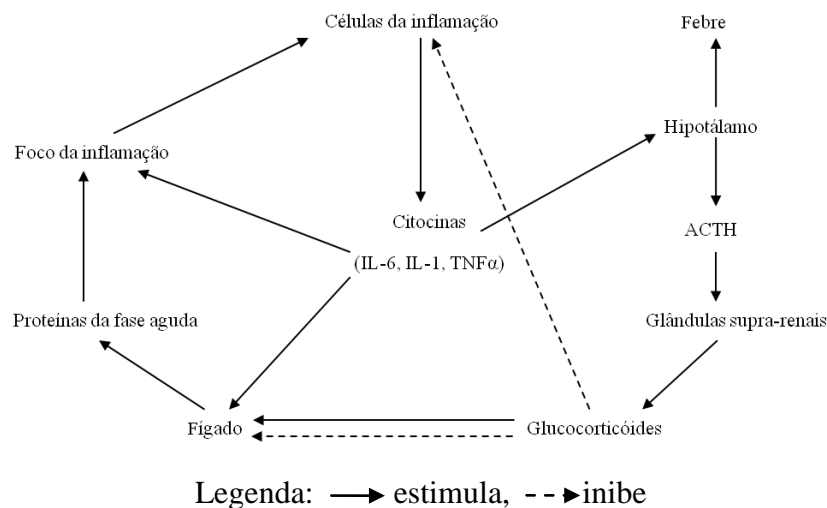 Células da inflamação
Febre
Foco da inflamação
Hipotálamo
Citocinas
(IL-6, IL-1, TNFα)
ACTH
Proteínas da fase aguda
Glândulas supra-renais
Fígado
Glucocorticóides
Legenda: estimula, inibe